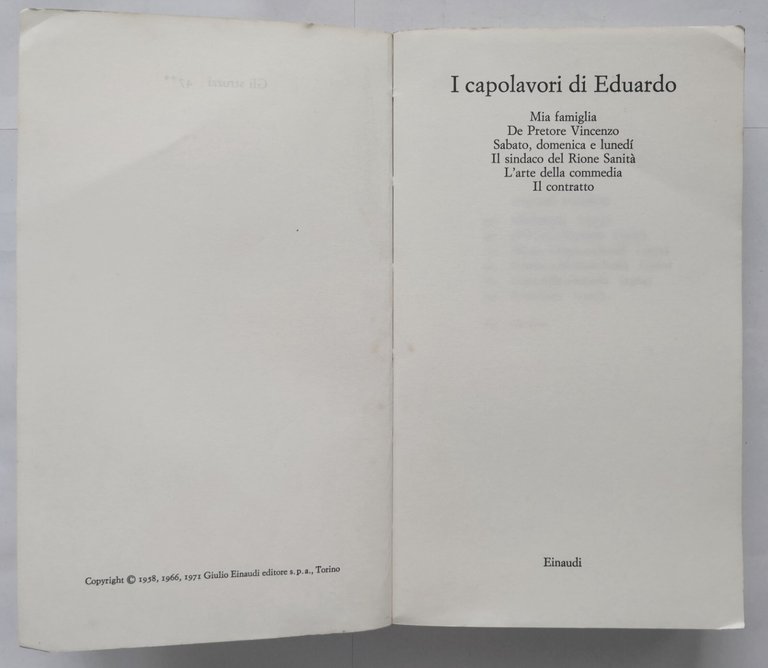 Copyright © 1958, 1966, 1971 Giulio Einaudi editore s.p.a., Torino
I capolavori di Eduardo
Mia famiglia
De Pretore Vincenzo
Sabato, domenica e lunedí
Il sindaco del Rione Sanità
L'arte della commedia
Il contratto
Einaudi